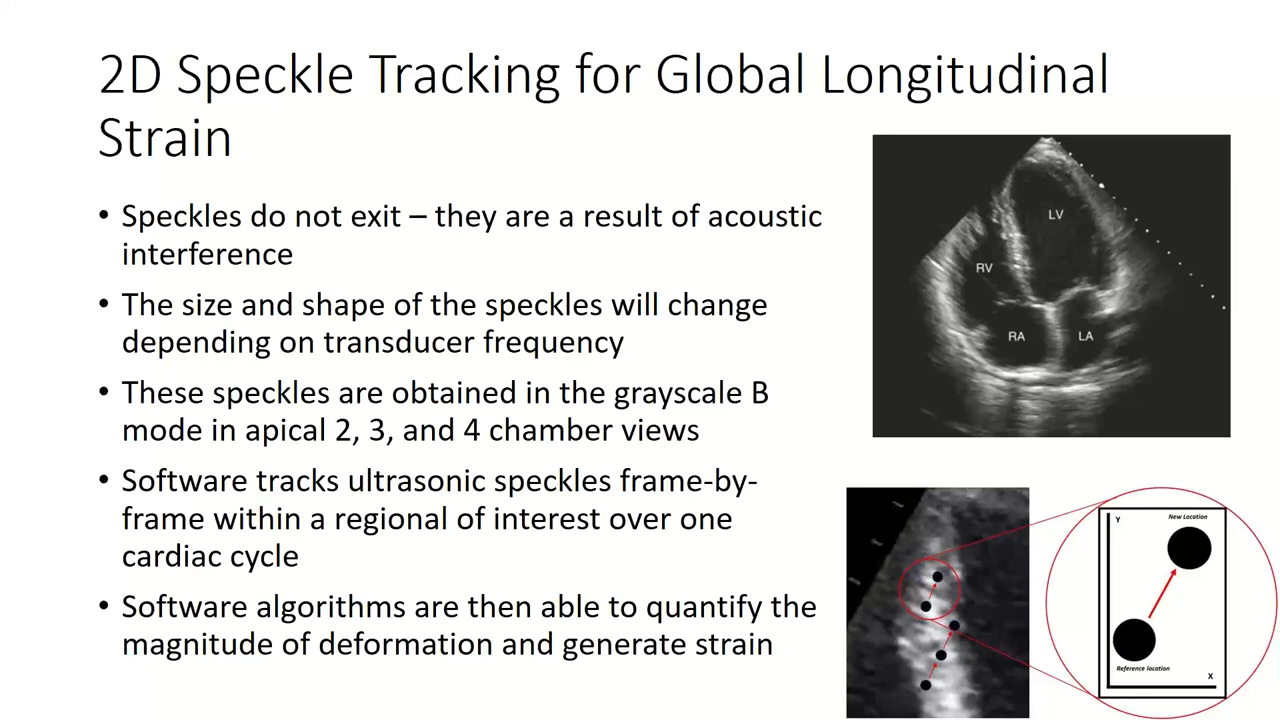 2D Speckle Tracking for Global Longitudinal
Strain
• Speckles do not exit – they are a result of acoustic
interference
• The size and shape of the speckles will change
depending on transducer frequency
• These speckles are obtained in the grayscale B
mode in apical 2, 3, and 4 chamber views
• Software tracks ultrasonic speckles frame-by-
frame within a regional of interest over one
cardiac cycle
• Software algorithms are then able to quantify the
magnitude of deformation and generate strain
LV
RV
RA
LA
Y
New Location
Reference location
X